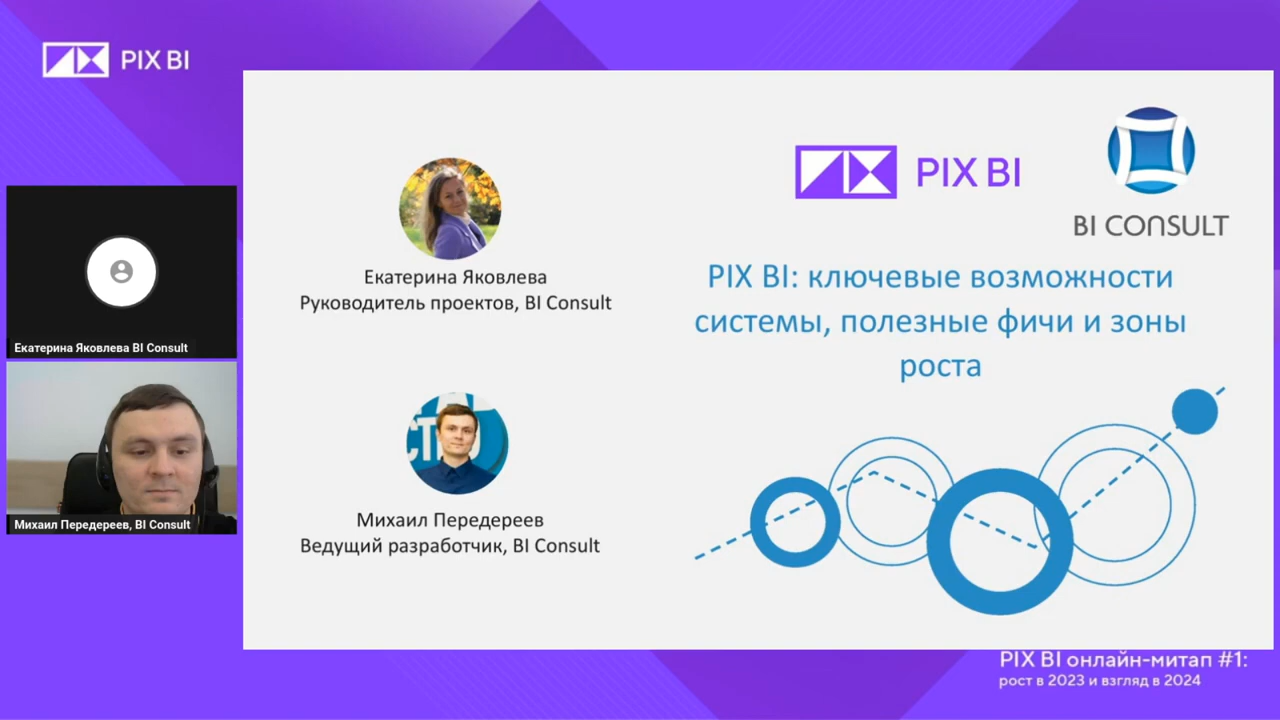 PIX BI
Екатерина Яковлева BI Consult
Михаил Передереев, BI Consult
Екатерина Яковлева
Руководитель проектов, BI Consult
Михаил Передереев
Ведущий разработчик, BI Consult
PIX BI
BI CONSULT
PIX BI: ключевые возможности
системы, полезные фичи и зоны
роста
PIX BI онлайн-митап #1:
рост в 2023 и взгляд в 2024